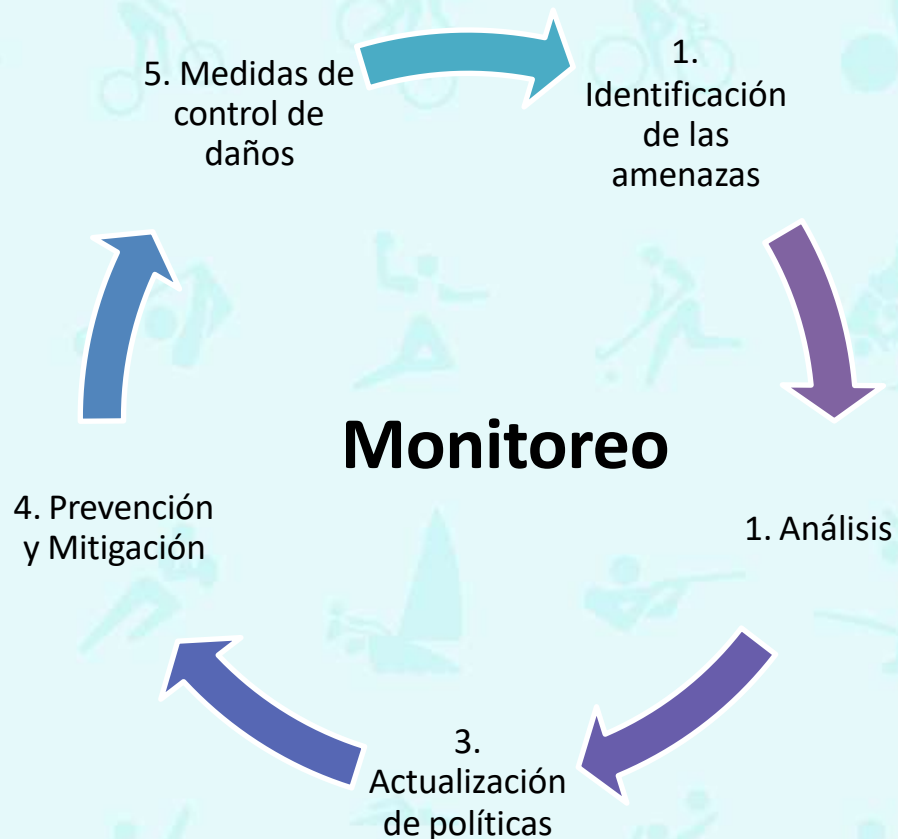 1.
Identificación
de las
amenazas
1. Análisis
3.
Actualización
de políticas
4. Prevención
y Mitigación
5. Medidas de
control de
daños
Monitoreo